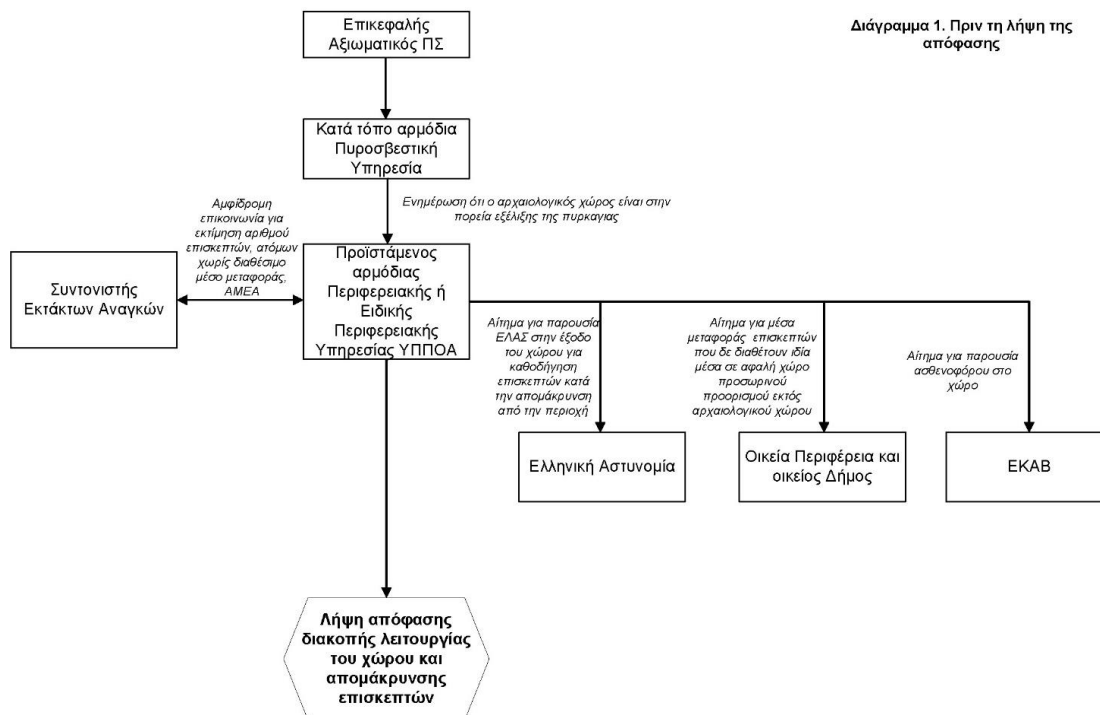 Διάγραμμα 1. Πριν τη λήψη της
απόφασης
Επικεφαλής
Αξιωματικός ΠΣ
Κατά τόπο αρμόδια
Πυροσβεστική
Υπηρεσία
Ενημέρωση ότι ο αρχαιολογικός χώρος είναι στην
πορεία εξέλιξης της πυρκαγιας
Αμφίδρομη
επικοινωνία για
εκτίμηση αριθμού
επισκεπτών, ατόμων
χωρίς διαθέσιμο
μέσο μεταφοράς,
ΑΜΕΑ
Συντονιστής
Εκτάκτων Αναγκών
Προϊστάμενος
αρμόδιας
Περιφερειακής ή
Ειδικής
Περιφερειακής
Υπηρεσίας ΥΠΠΟΑ
Αίτημα για παρουσία
ΕΛΑΣ στην έξοδο
του χώρου για
καθοδήγηση
επισκεπτών κατά
την απομάκρυνση
από την περιοχή
Αίτημα για μέσα
μεταφοράς επισκεπτών
που δε διαθέτουν ιδία
μέσα σε αφαλή χώρο
προσωρινού
προορισμού εκτός
αρχαιολογικού χώρου
Αίτημα για παρουσία
ασθενοφόρου στο
χώρο
Ελληνική Αστυνομία
Οικεία Περιφέρεια και
οικείος Δήμος
ΕΚΑΒ
Λήψη απόφασης
διακοπής λειτουργίας
του χώρου και
απομάκρυνσης
επισκεπτών